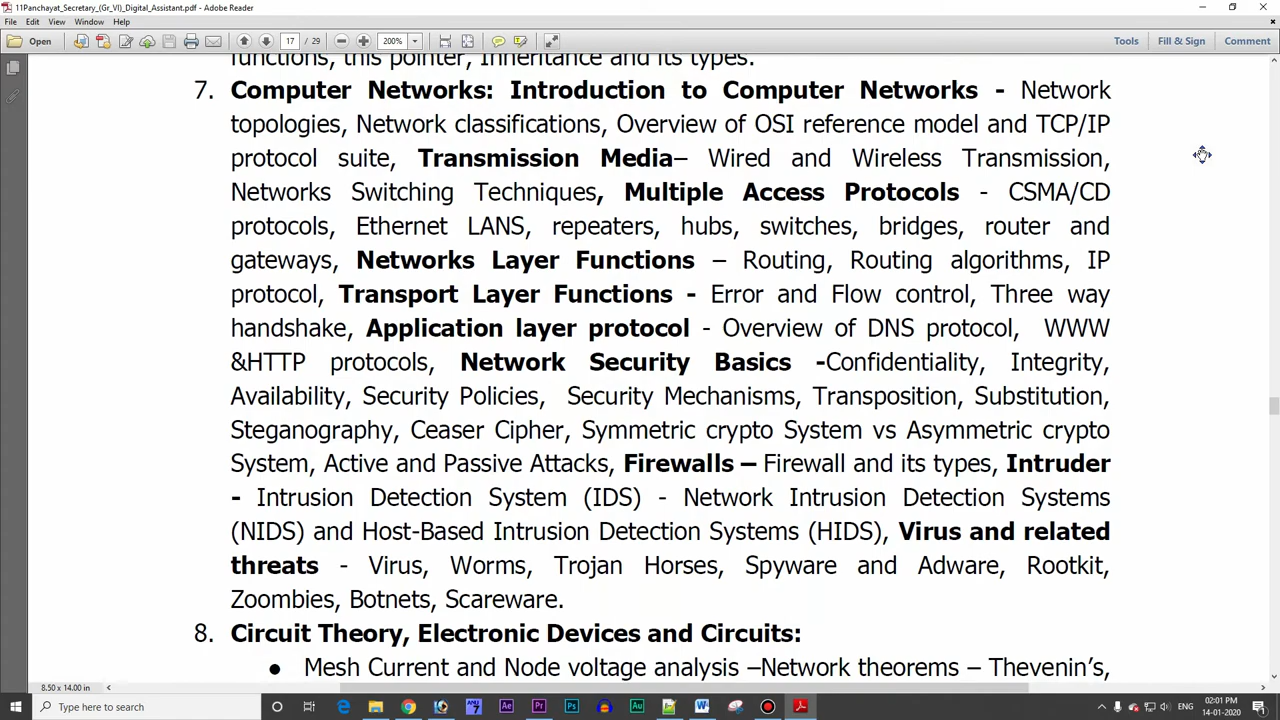 11Panchayat_Secretary_(Gr_VI)_Digital_Assistant.pdf - Adobe Reader
File Edit View Window Help
Open 17 / 29 200% Tools Fill & Sign Comment
functions, this pointer, Inheritance and its types.
7. Computer Networks: Introduction to Computer Networks - Network
topologies, Network classifications, Overview of OSI reference model and TCP/IP
protocol suite, Transmission Media– Wired and Wireless Transmission,
Networks Switching Techniques, Multiple Access Protocols - CSMA/CD
protocols, Ethernet LANS, repeaters, hubs, switches, bridges, router and
gateways, Networks Layer Functions – Routing, Routing algorithms, IP
protocol, Transport Layer Functions - Error and Flow control, Three way
handshake, Application layer protocol - Overview of DNS protocol, WWW
&HTTP protocols, Network Security Basics -Confidentiality, Integrity,
Availability, Security Policies, Security Mechanisms, Transposition, Substitution,
Steganography, Ceaser Cipher, Symmetric crypto System vs Asymmetric crypto
System, Active and Passive Attacks, Firewalls – Firewall and its types, Intruder
- Intrusion Detection System (IDS) - Network Intrusion Detection Systems
(NIDS) and Host-Based Intrusion Detection Systems (HIDS), Virus and related
threats - Virus, Worms, Trojan Horses, Spyware and Adware, Rootkit,
Zoombies, Botnets, Scareware.
8. Circuit Theory, Electronic Devices and Circuits:
● Mesh Current and Node voltage analysis –Network theorems – Thevenin's,
8.50 x 14.00 in
Type here to search
Ae Pr Ps Au W
ENG
02:01 PM
14-01-2020